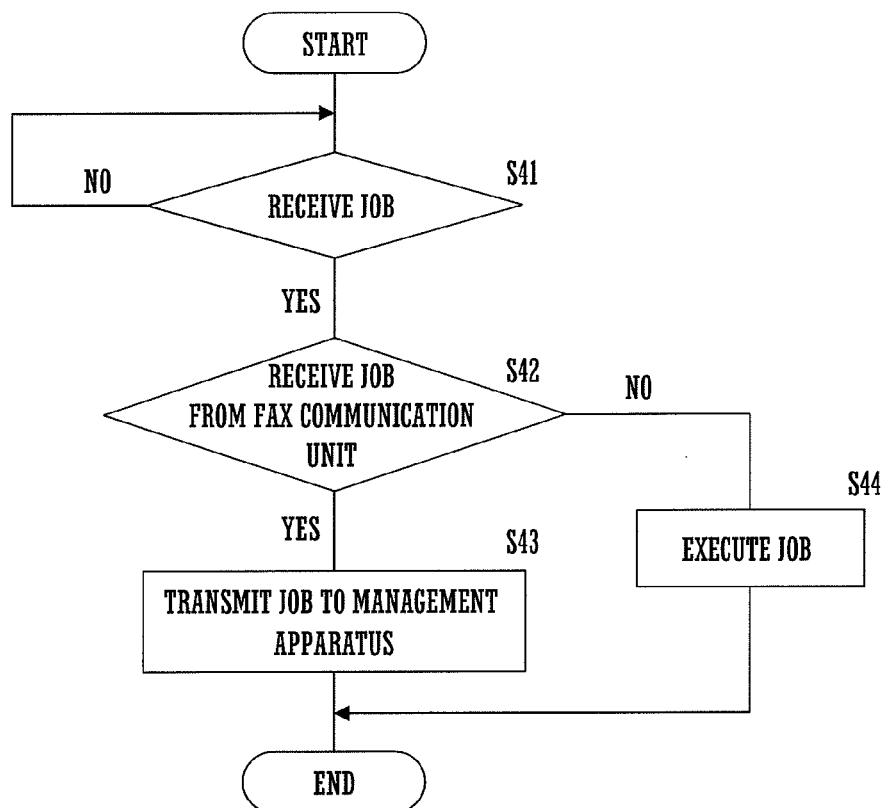 START
S41
NO
RECEIVE JOB
YES
S42
RECEIVE JOB
FROM FAX COMMUNICATION
UNIT
NO
YES
S43
S44
TRANSMIT JOB TO MANAGEMENT
APPARATUS
EXECUTE JOB
END